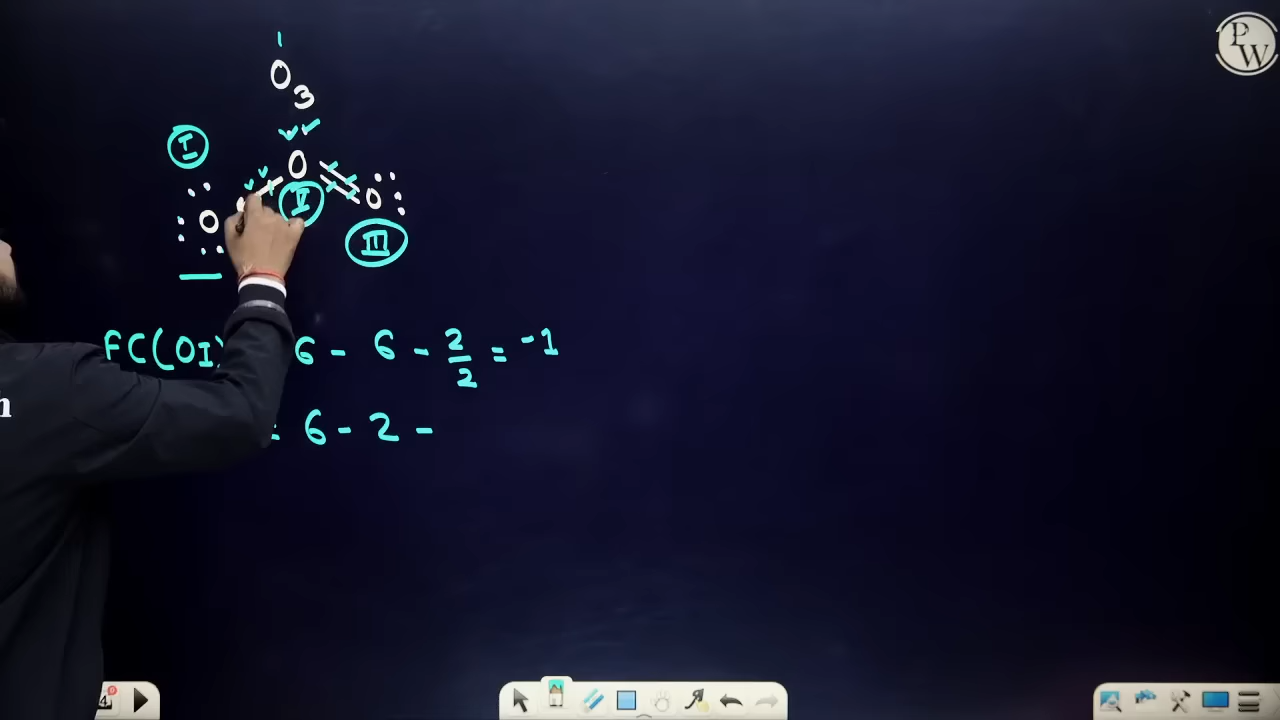 PW
O3
I
O
II
O
O
III
FC(OI) 6 - 6 - 2/2 = -1
= 6 - 2 -